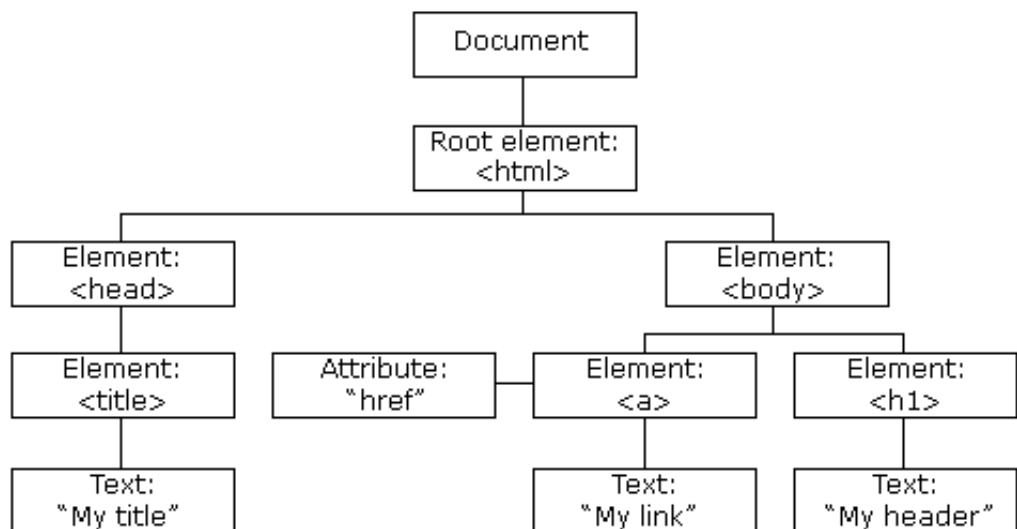 Document
Root element:
<html>
Element:
<head>
Element:
<body>
Element:
<title>
Attribute:
“href”
Element:
<a>
Element:
<h1>
Text:
“My title”
Text:
“My link”
Text:
“My header”